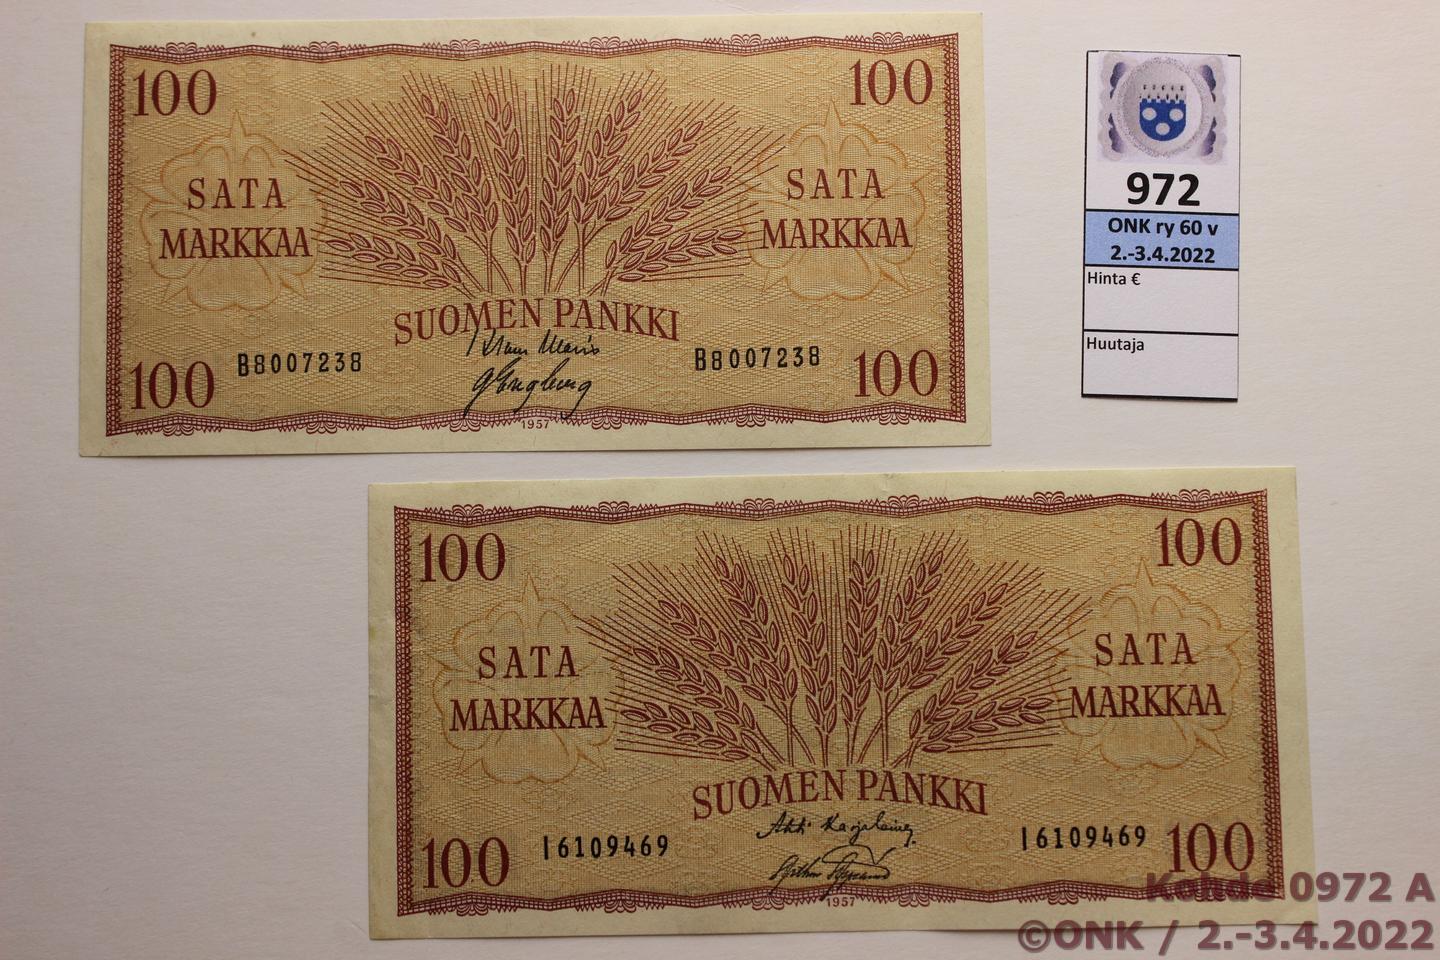 100
100
SATA
MARKKAA
SATA
MARKKAA
SUOMEN PANKKI
B8007238
B8007238
100
100
1957
972
ONK ry 60 v
2.-3.4.2022
Hinta €
Huutaja
100
100
SATA
MARKKAA
SATA
MARKKAA
SUOMEN PANKKI
Ahti Karjalainen
I6109469
I6109469
100
100
1957
Kohde 0972 A
©ONK / 2.-3.4.2022